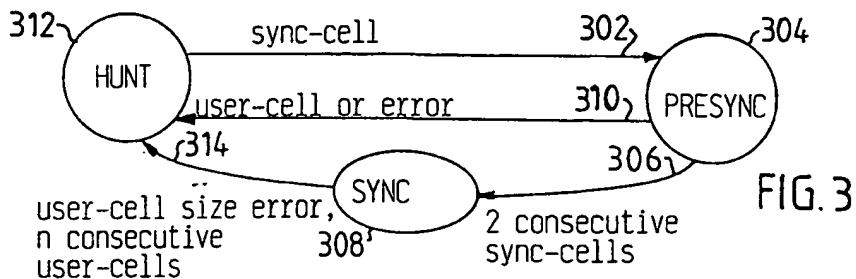 312
sync-cell
302
304
HUNT
user-cell or error
310
PRESYNC
314
306
SYNC
FIG. 3
user-cell size error,
n consecutive
user-cells
308
2 consecutive
sync-cells